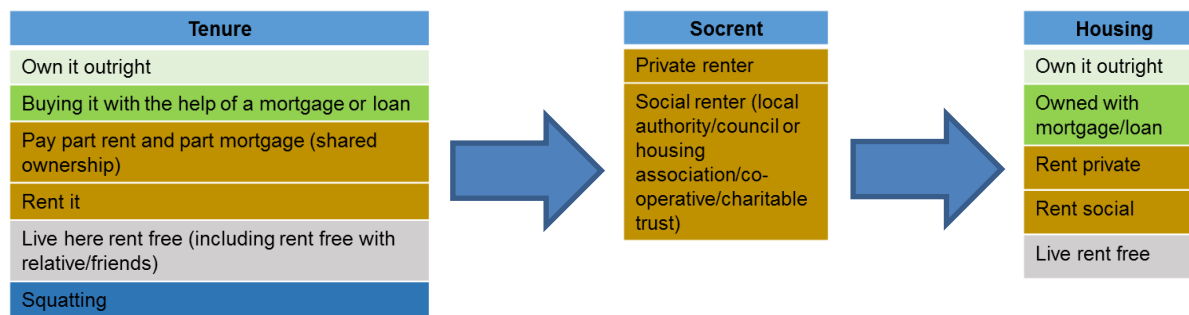 Tenure
Own it outright
Buying it with the help of a mortgage or loan
Pay part rent and part mortgage (shared
ownership)
Rent it
Live here rent free (including rent free with
relative/friends)
Squatting
Socrent
Private renter
Social renter (local
authority/council or
housing
association/co-
operative/charitable
trust)
Housing
Own it outright
Owned with
mortgage/loan
Rent private
Rent social
Live rent free